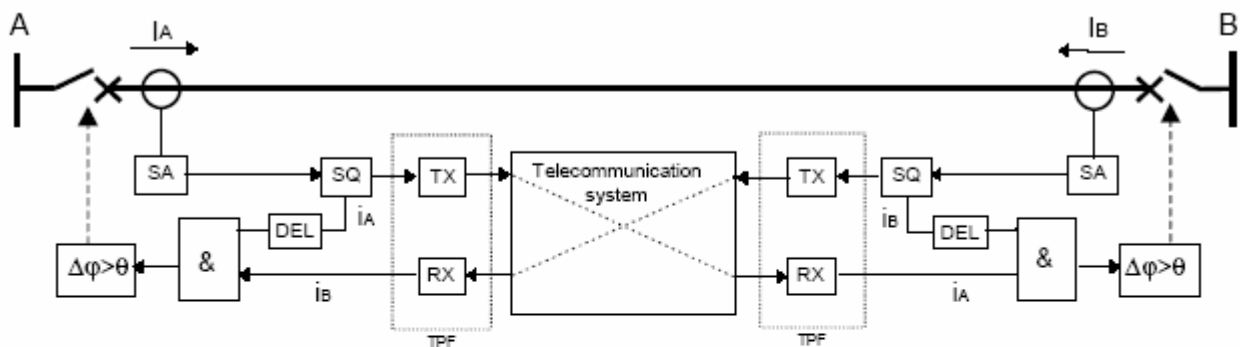 A
IA
IB
B
SA
SQ
TX
Telecommunication
system
TX
SQ
SA
iA
iB
DEL
DEL
Δφ>θ
&
RX
RX
&
Δφ>θ
iB
iA
TPF
TPF